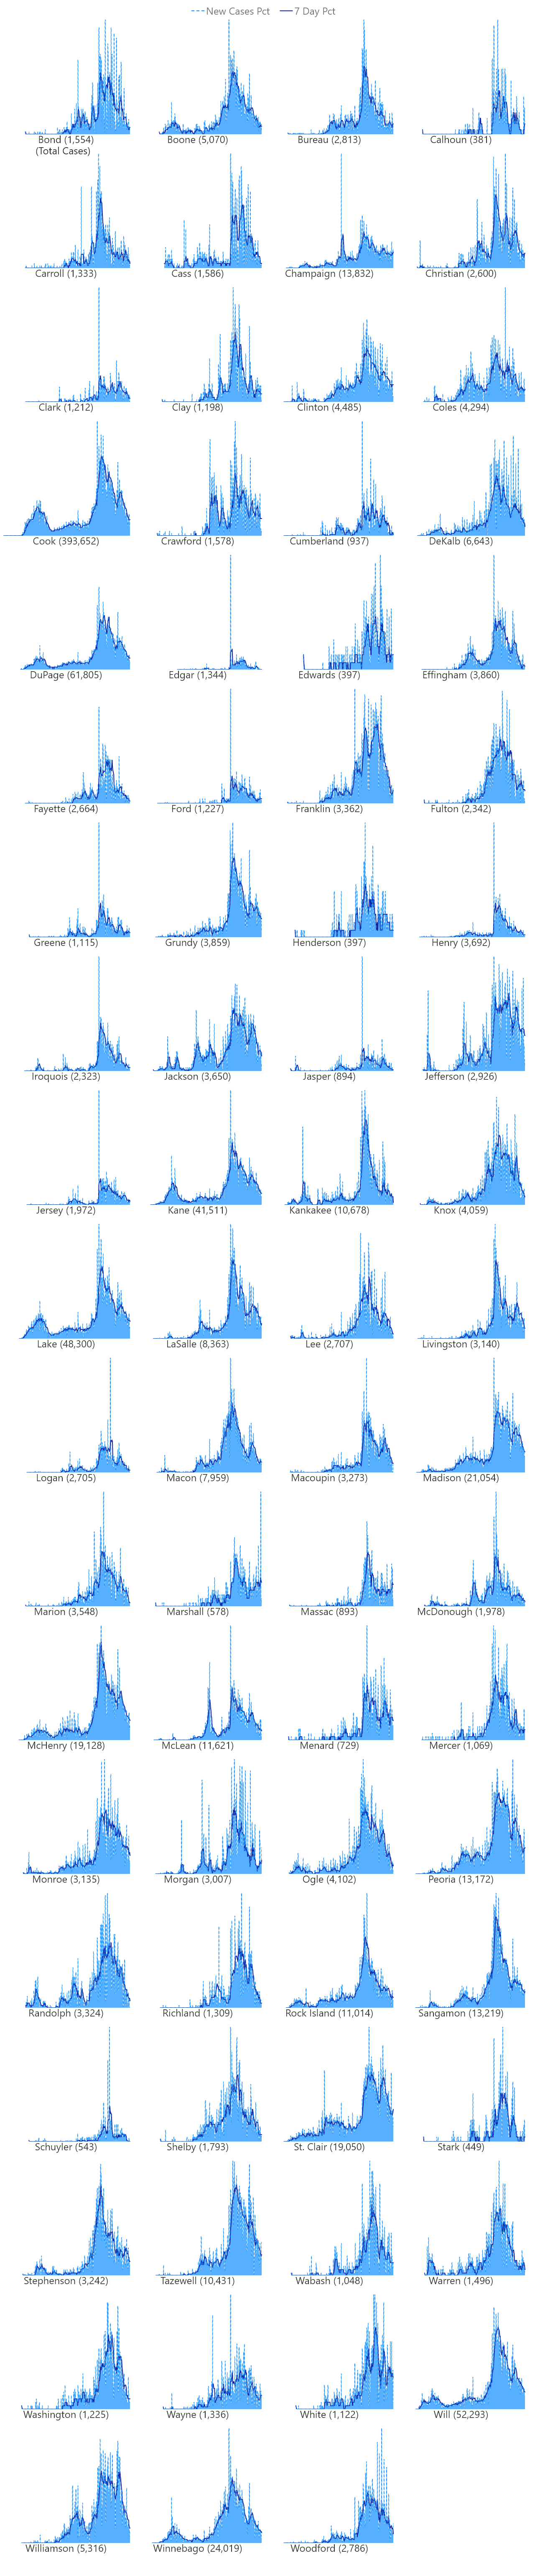 New Cases Pct 7 Day Pct
Bond (1,554) Boone (5,070) Bureau (2,813) Calhoun (381)
(Total Cases)
Carroll (1,333) Cass (1,586) Champaign (13,832) Christian (2,600)
Clark (1,212) Clay (1,198) Clinton (4,485) Coles (4,294)
Cook (393,652) Crawford (1,578) Cumberland (937) DeKalb (6,643)
DuPage (61,805) Edgar (1,344) Edwards (397) Effingham (3,860)
Fayette (2,664) Ford (1,227) Franklin (3,362) Fulton (2,342)
Greene (1,115) Grundy (3,859) Henderson (397) Henry (3,692)
Iroquois (2,323) Jackson (3,650) Jasper (894) Jefferson (2,926)
Jersey (1,972) Kane (41,511) Kankakee (10,678) Knox (4,059)
Lake (48,300) LaSalle (8,363) Lee (2,707) Livingston (3,140)
Logan (2,705) Macon (7,959) Macoupin (3,273) Madison (21,054)
Marion (3,548) Marshall (578) Massac (893) McDonough (1,978)
McHenry (19,128) McLean (11,621) Menard (729) Mercer (1,069)
Monroe (3,135) Morgan (3,007) Ogle (4,102) Peoria (13,172)
Randolph (3,324) Richland (1,309) Rock Island (11,014) Sangamon (13,219)
Schuyler (543) Shelby (1,793) St. Clair (19,050) Stark (449)
Stephenson (3,242) Tazewell (10,431) Wabash (1,048) Warren (1,496)
Washington (1,225) Wayne (1,336) White (1,122) Will (52,293)
Williamson (5,316) Winnebago (24,019) Woodford (2,786)